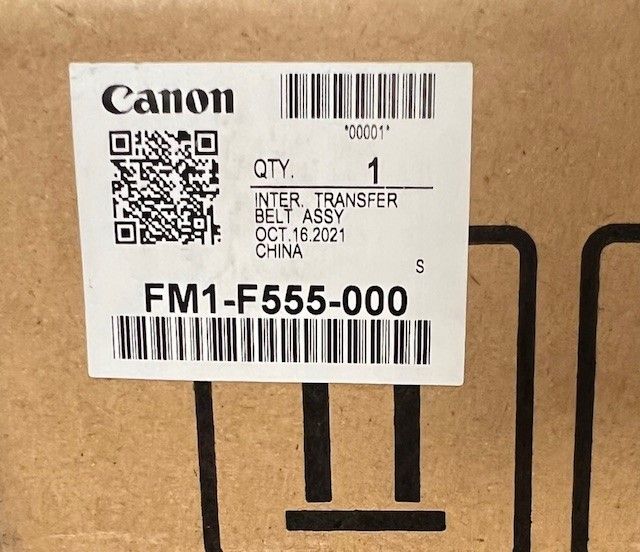 Canon
*00001*
QTY. 1
INTER. TRANSFER
BELT ASSY
OCT.16.2021
CHINA
S
FM1-F555-000